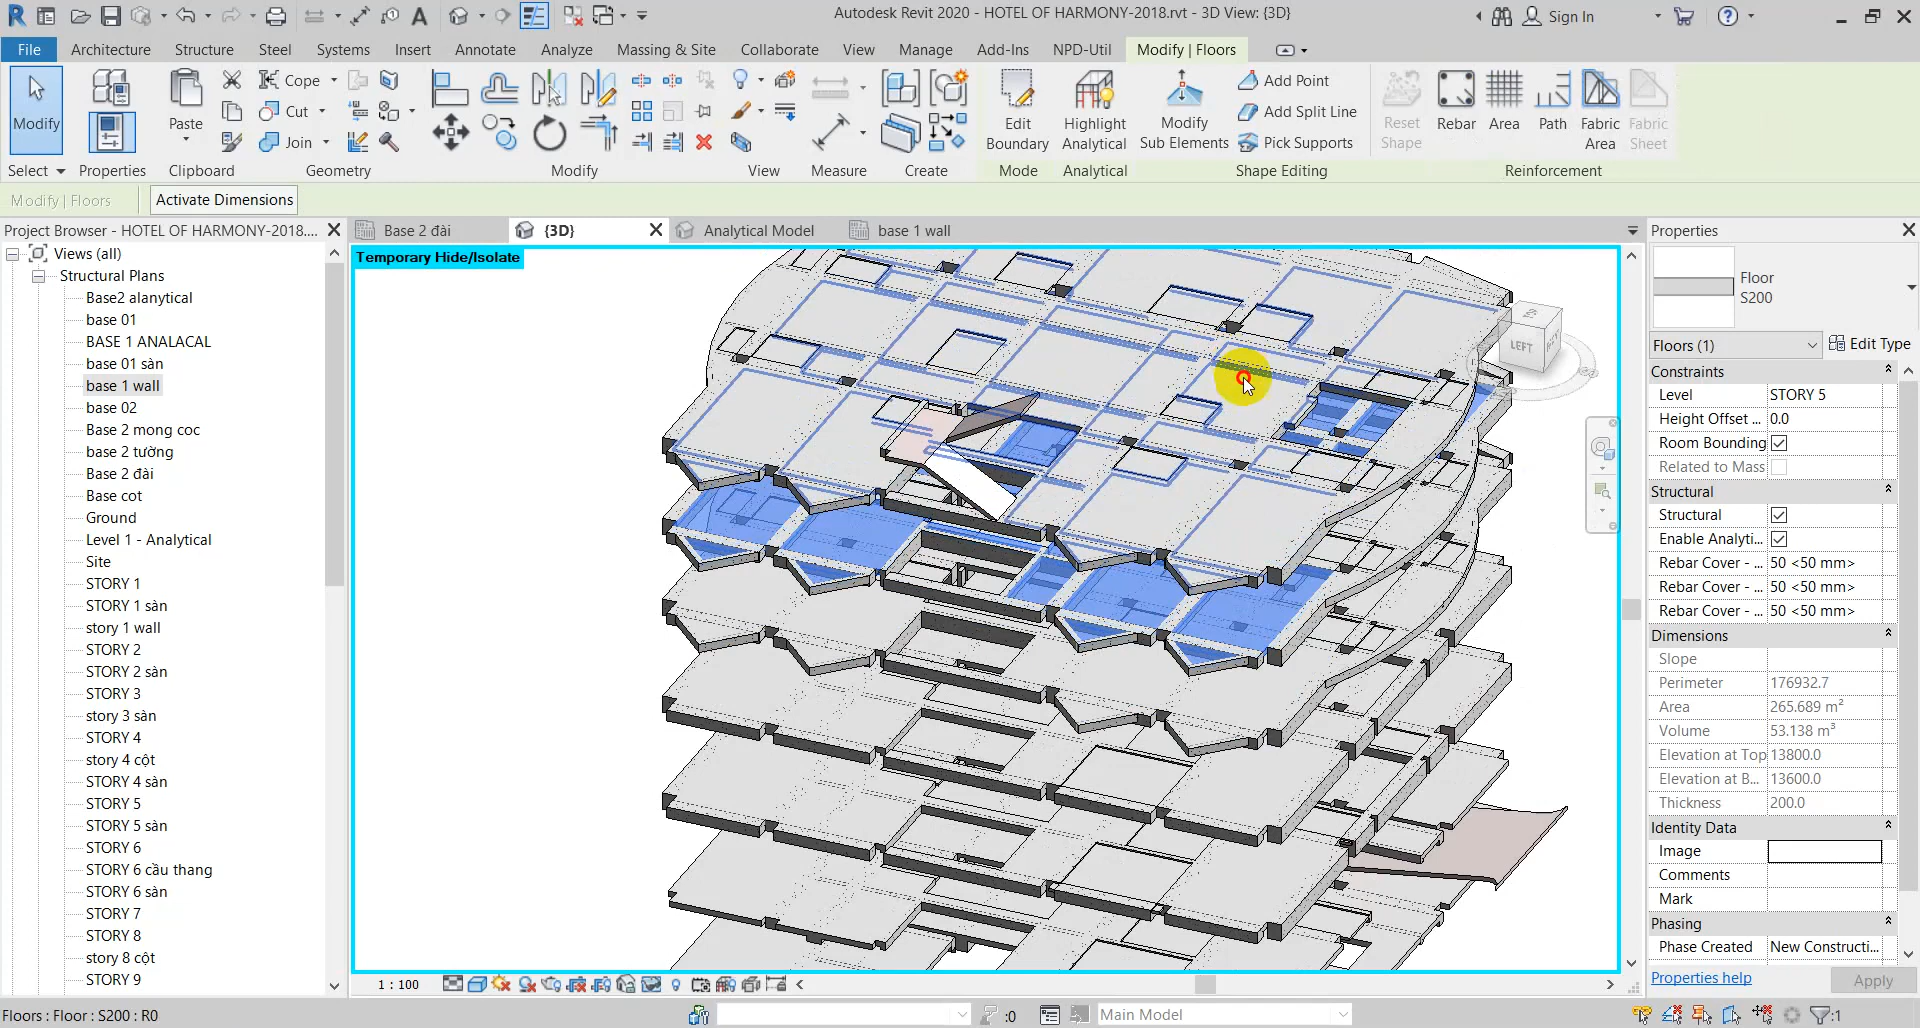 Autodesk Revit 2020 - HOTEL OF HARMONY-2018.rvt - 3D View: {3D}
Sign In
File Architecture Structure Steel Systems Insert Annotate Analyze Massing & Site Collaborate View Manage Add-Ins NPD-Util Modify | Floors
Modify
Paste
Cope
Cut
Join
Edit Boundary
Highlight Analytical
Modify Sub Elements
Add Point
Add Split Line
Pick Supports
Reset Shape
Rebar
Area
Path
Fabric Area
Fabric Sheet
Select Properties Clipboard Geometry Modify View Measure Create Mode Analytical Shape Editing Reinforcement
Modify | Floors
Activate Dimensions
Project Browser - HOTEL OF HARMONY-2018....
Views (all)
Structural Plans
Base2 alanytical
base 01
BASE 1 ANALACAL
base 01 sàn
base 1 wall
base 02
Base 2 mong coc
base 2 tường
Base 2 đài
Base cot
Ground
Level 1 - Analytical
Site
STORY 1
STORY 1 sàn
story 1 wall
STORY 2
STORY 2 sàn
STORY 3
story 3 sàn
STORY 4
story 4 cột
STORY 4 sàn
STORY 5
STORY 5 sàn
STORY 6
STORY 6 cầu thang
STORY 6 sàn
STORY 7
STORY 8
story 8 cột
STORY 9
Base 2 đài
{3D}
Analytical Model
base 1 wall
Temporary Hide/Isolate
LEFT
1 : 100
Properties
Floor
S200
Floors (1)
Edit Type
Constraints
Level STORY 5
Height Offset ... 0.0
Room Bounding
Related to Mass
Structural
Structural
Enable Analyti...
Rebar Cover - ... 50 <50 mm>
Rebar Cover - ... 50 <50 mm>
Rebar Cover - ... 50 <50 mm>
Dimensions
Slope
Perimeter 176932.7
Area 265.689 m²
Volume 53.138 m³
Elevation at Top 13800.0
Elevation at B... 13600.0
Thickness 200.0
Identity Data
Image
Comments
Mark
Phasing
Phase Created New Constructi...
Properties help
Apply
Floors : Floor : S200 : R0
:0
Main Model
:1